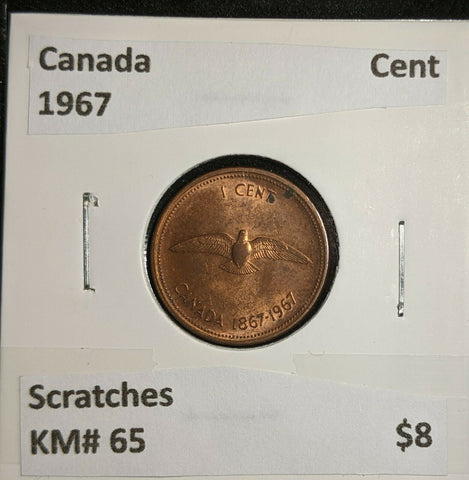 Canada Cent
1967
1 CENT
CANADA 1867-1967
Scratches
KM# 65 $8